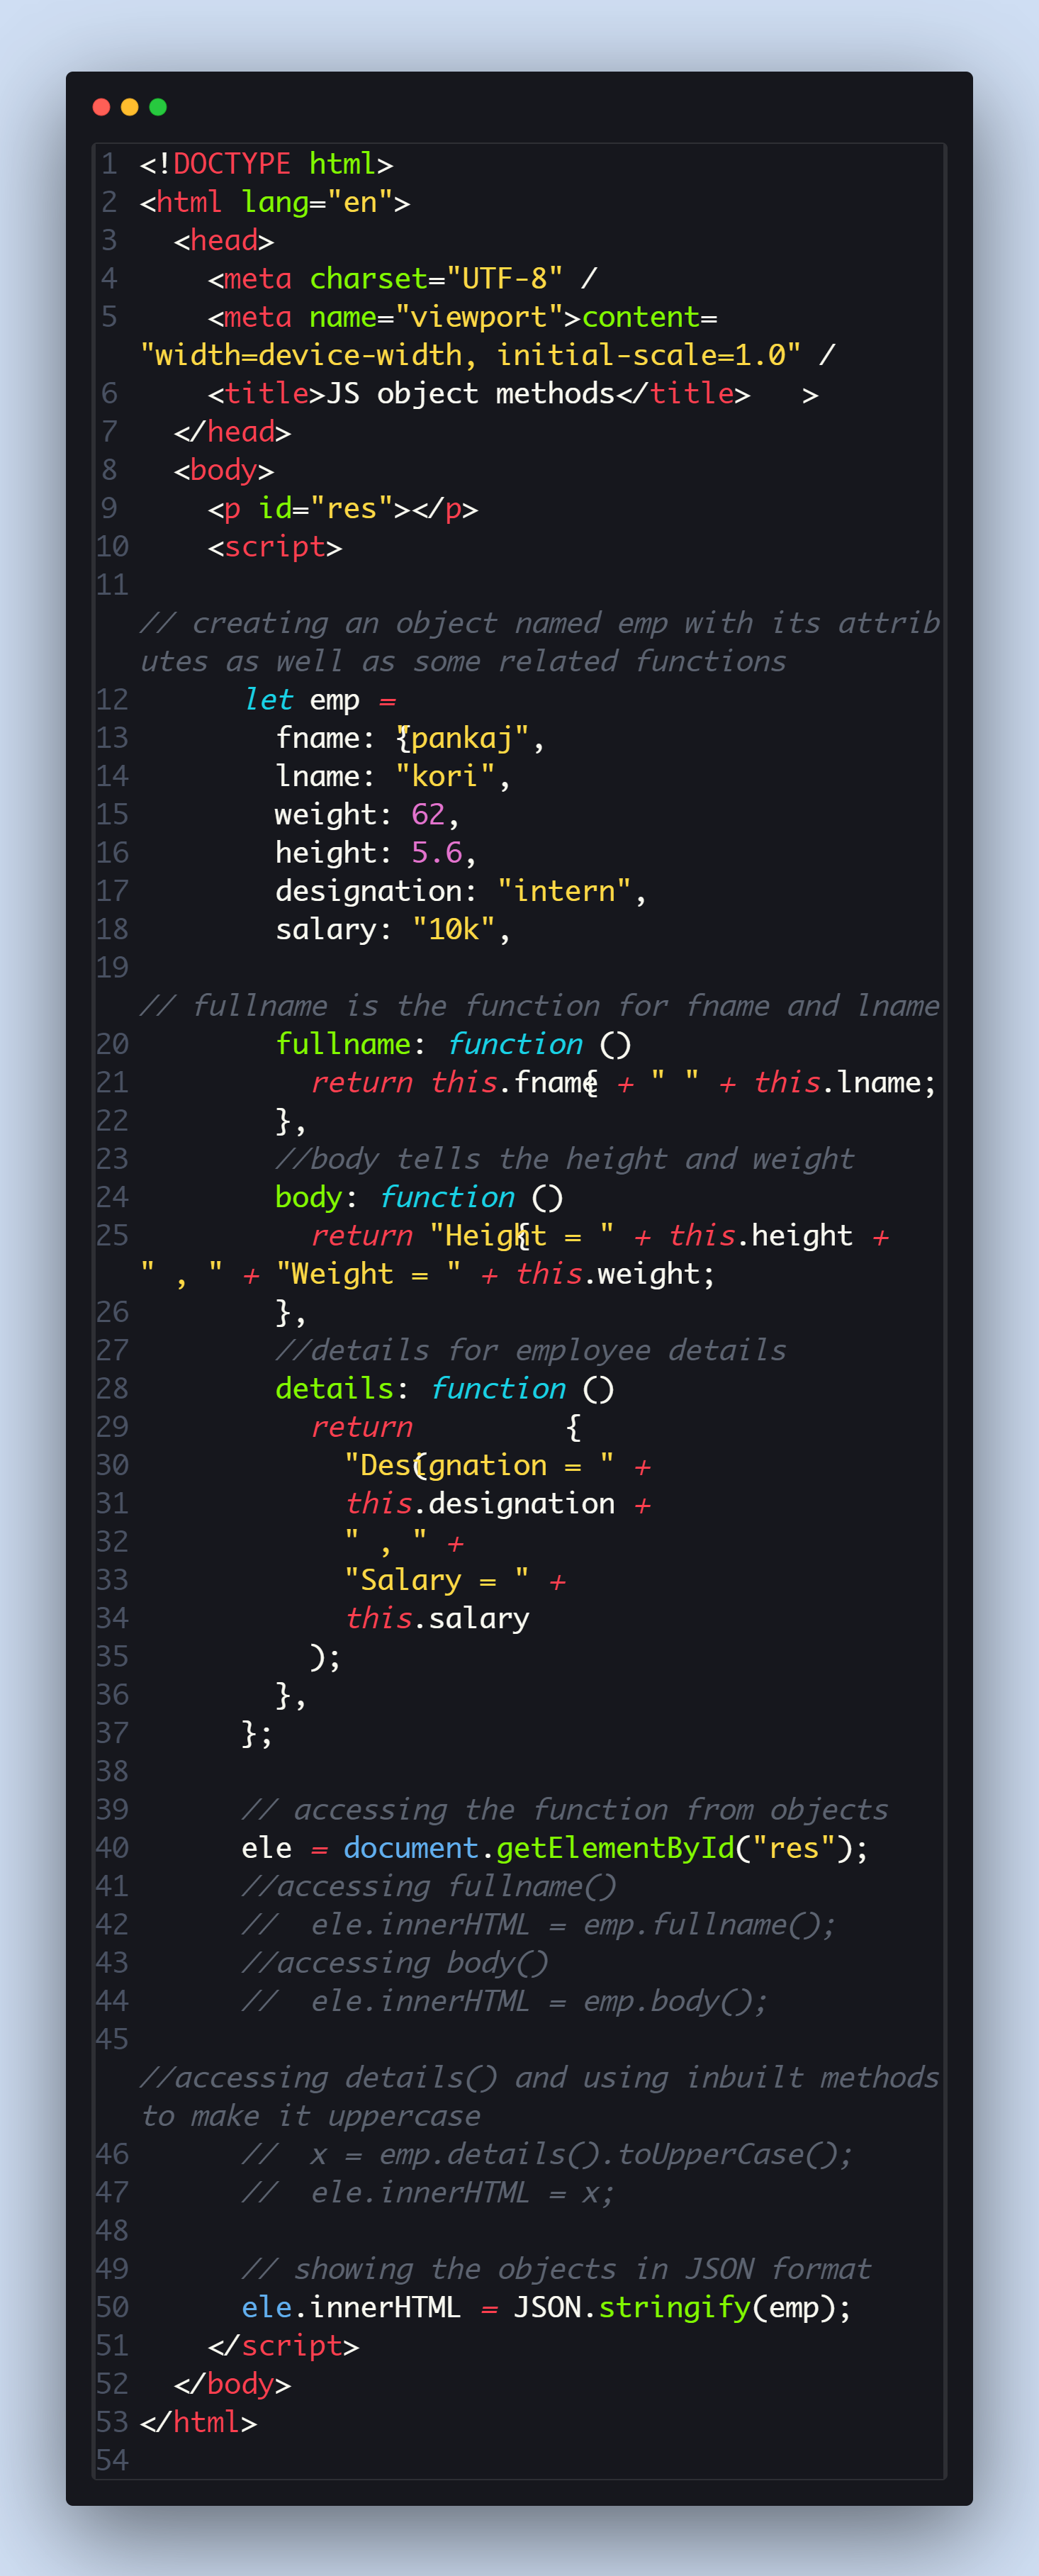 1 <!DOCTYPE html>
2 <html lang="en">
3   <head>
4     <meta charset="UTF-8" /
5     <meta name="viewport">content=
"width=device-width, initial-scale=1.0" /
6     <title>JS object methods</title>   >
7   </head>
8   <body>
9     <p id="res"></p>
10     <script>
11
// creating an object named emp with its attrib
utes as well as some related functions
12       let emp =
13         fname: {"pankaj",
14         lname: "kori",
15         weight: 62,
16         height: 5.6,
17         designation: "intern",
18         salary: "10k",
19
// fullname is the function for fname and lname
20         fullname: function ()
21           return this.fname{ + " " + this.lname;
22         },
23         //body tells the height and weight
24         body: function ()
25           return "Height{ = " + this.height +
" , " + "Weight = " + this.weight;
26         },
27         //details for employee details
28         details: function ()
29           return         {
30             "Des(ignation = " +
31             this.designation +
32             " , " +
33             "Salary = " +
34             this.salary
35           );
36         },
37       };
38
39       // accessing the function from objects
40       ele = document.getElementById("res");
41       //accessing fullname()
42       //  ele.innerHTML = emp.fullname();
43       //accessing body()
44       //  ele.innerHTML = emp.body();
45
//accessing details() and using inbuilt methods
to make it uppercase
46       //  x = emp.details().toUpperCase();
47       //  ele.innerHTML = x;
48
49       // showing the objects in JSON format
50       ele.innerHTML = JSON.stringify(emp);
51     </script>
52   </body>
53 </html>
54